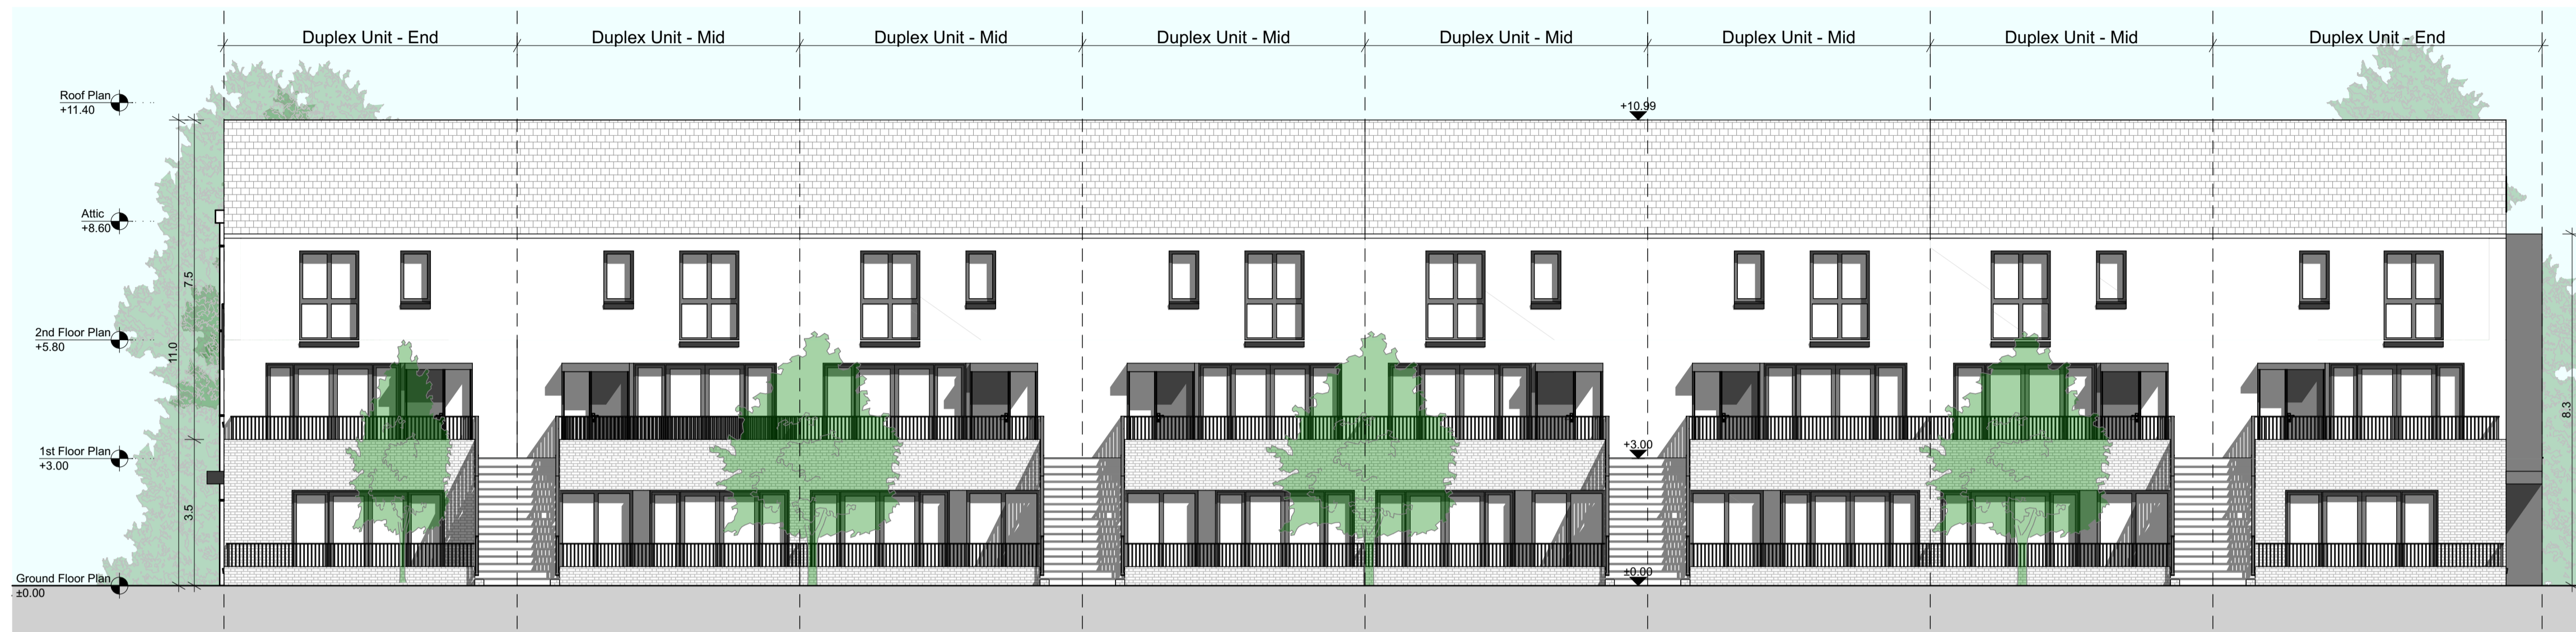 Duplex Unit - End
Duplex Unit - Mid
Duplex Unit - Mid
Duplex Unit - Mid
Duplex Unit - Mid
Duplex Unit - Mid
Duplex Unit - Mid
Duplex Unit - End
Roof Plan
+11.40
+10.99
Attic
+8.60
7.5
2nd Floor Plan
+5.80
11.0
8.3
1st Floor Plan
+3.00
+3.00
3.5
Ground Floor Plan
±0.00
±0.00